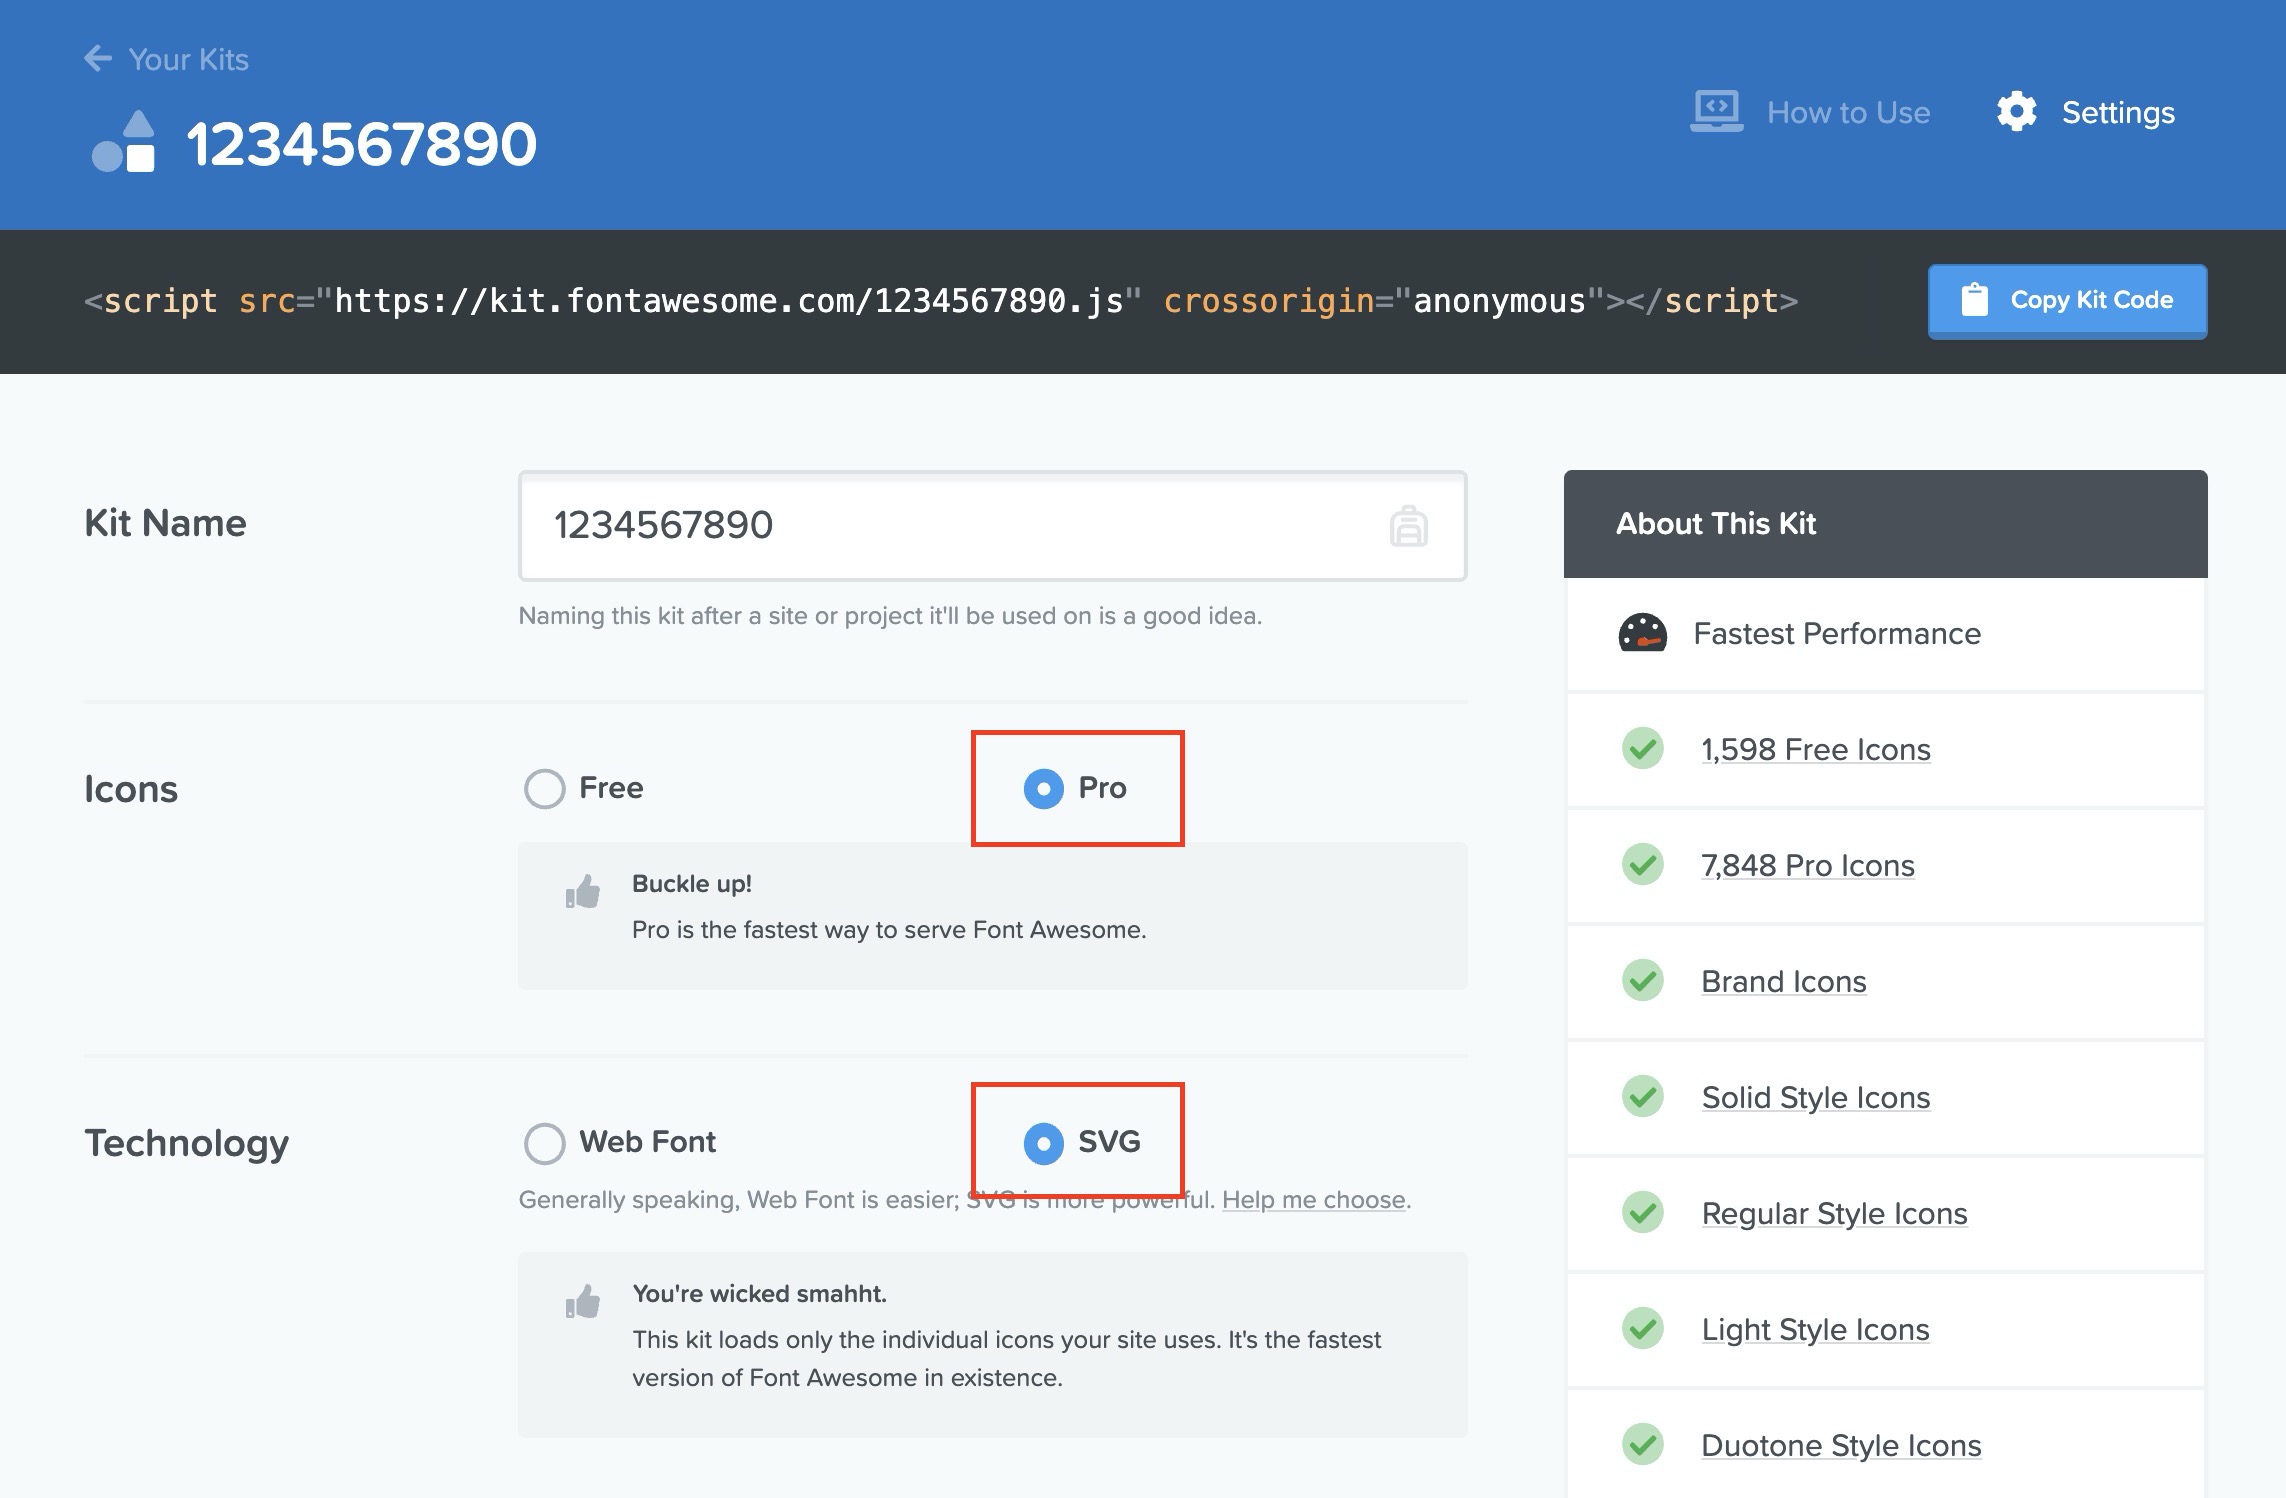 Your Kits
1234567890
How to Use
Settings
<script src="https://kit.fontawesome.com/1234567890.js" crossorigin="anonymous"></script>
Copy Kit Code
Kit Name
1234567890
Naming this kit after a site or project it'll be used on is a good idea.
Icons
Free
Pro
Buckle up!
Pro is the fastest way to serve Font Awesome.
Technology
Web Font
SVG
Generally speaking, Web Font is easier; SVG is more powerful. Help me choose.
You're wicked smahht.
This kit loads only the individual icons your site uses. It's the fastest
version of Font Awesome in existence.
About This Kit
Fastest Performance
1,598 Free Icons
7,848 Pro Icons
Brand Icons
Solid Style Icons
Regular Style Icons
Light Style Icons
Duotone Style Icons